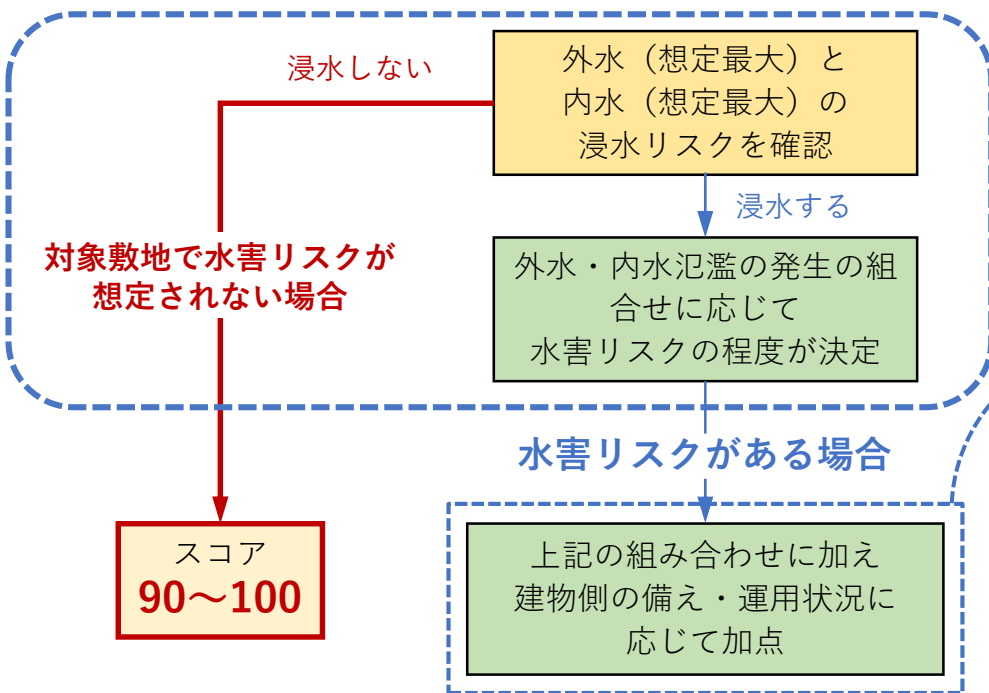 浸水しない
外水（想定最大）と
内水（想定最大）の
浸水リスクを確認
浸水する
対象敷地で水害リスクが
想定されない場合
外水・内水氾濫の発生の組
合せに応じて
水害リスクの程度が決定
水害リスクがある場合
スコア
90～100
上記の組み合わせに加え
建物側の備え・運用状況に
応じて加点